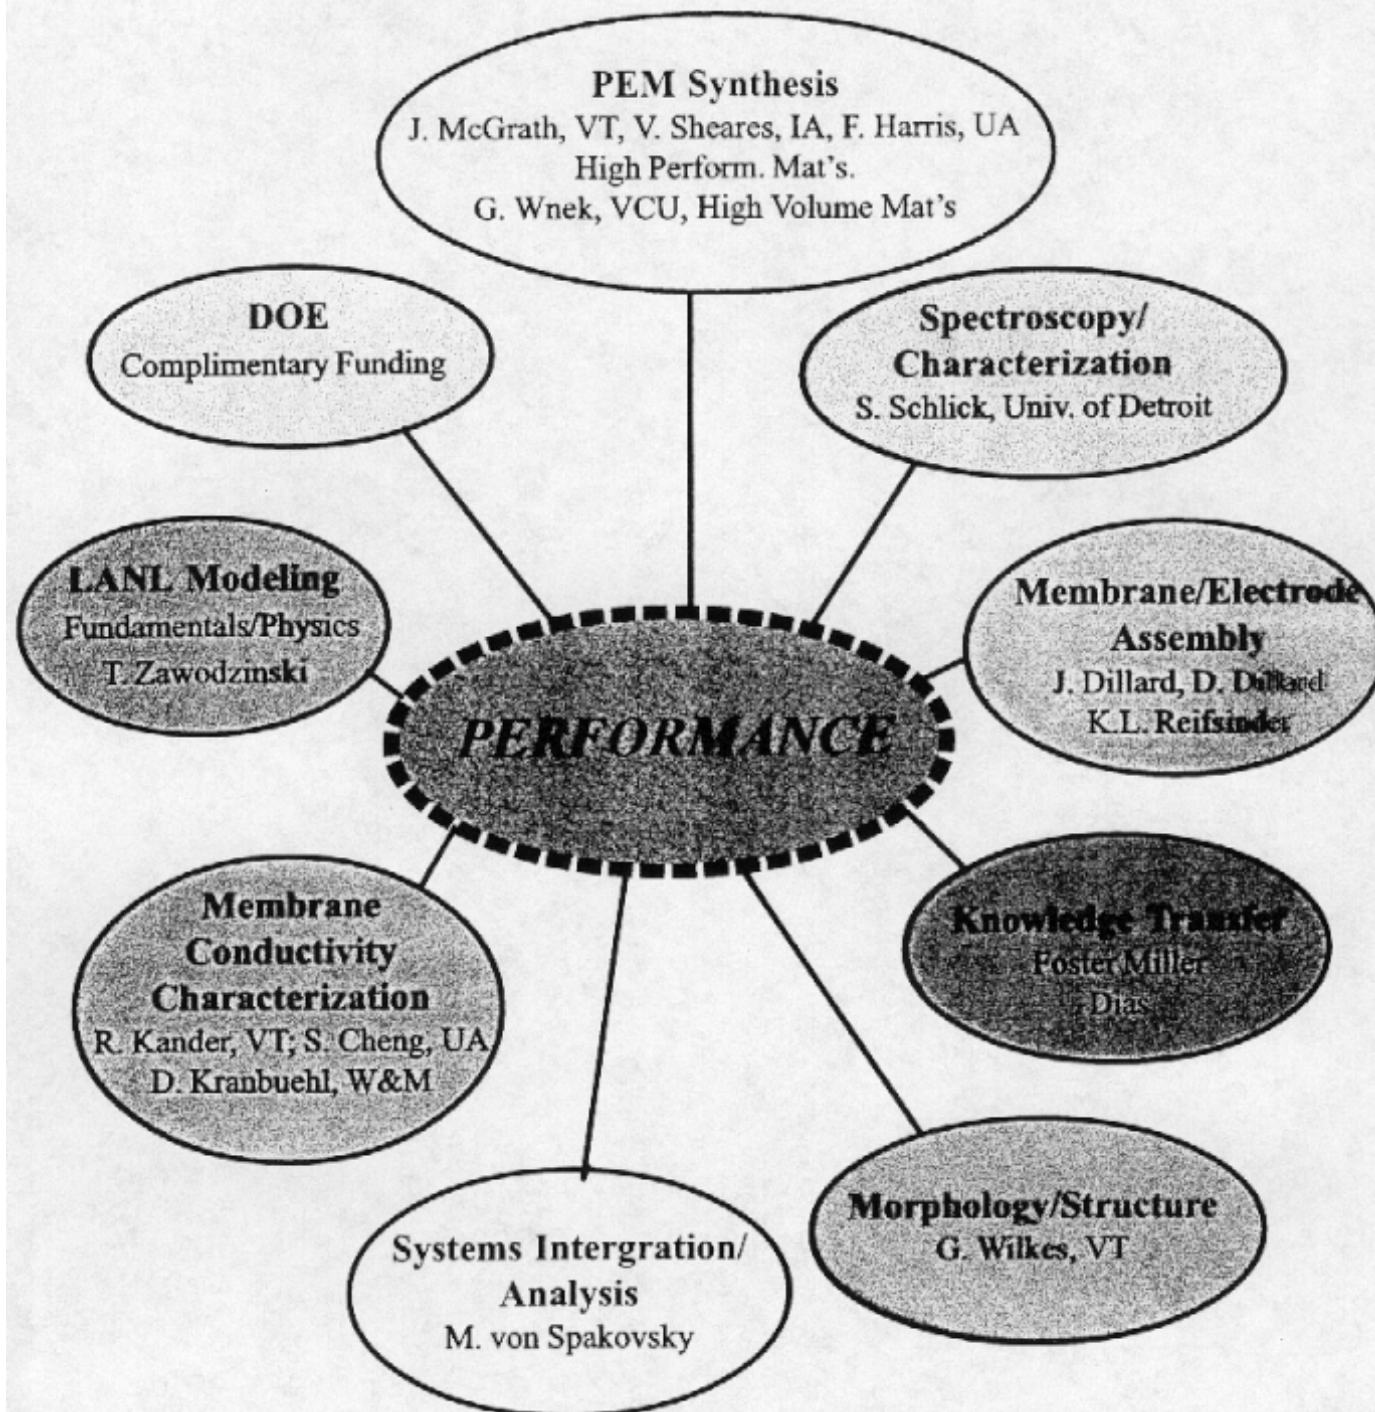 PEM Synthesis
J. McGrath, VT, V. Sheares, IA, F. Harris, UA
High Perform. Mat's.
G. Wnek, VCU, High Volume Mat's
DOE
Complimentary Funding
Spectroscopy/
Characterization
S. Schlick, Univ. of Detroit
LANL Modeling
Fundamentals/Physics
T. Zawodzinski
Membrane/Electrode
Assembly
J. Dillard, D. Dillard
K.L. Reifsinder
PERFORMANCE
Membrane
Conductivity
Characterization
R. Kander, VT; S. Cheng, UA
D. Kranbuehl, W&M
Knowledge Transfer
Foster Miller
Dias
Systems Intergration/
Analysis
M. von Spakovsky
Morphology/Structure
G. Wilkes, VT